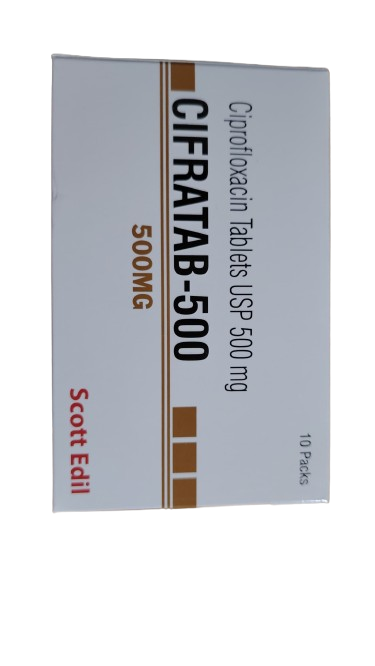 10 Packs
Ciprofloxacin Tablets USP 500 mg
CIFRATAB-500
500MG
Scott Edil